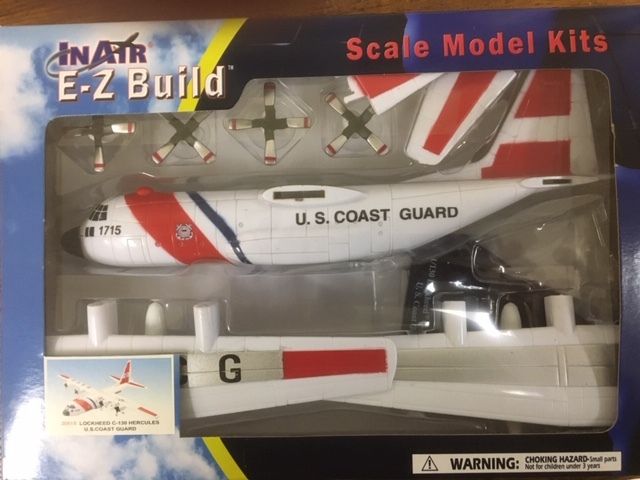 INAIR
E-Z Build™
Scale Model Kits
1715
U. S. COAST GUARD
G
LOCKHEED C-130 HERCULES
U.S.COAST GUARD
WARNING: CHOKING HAZARD-Small parts
Not for children under 3 years